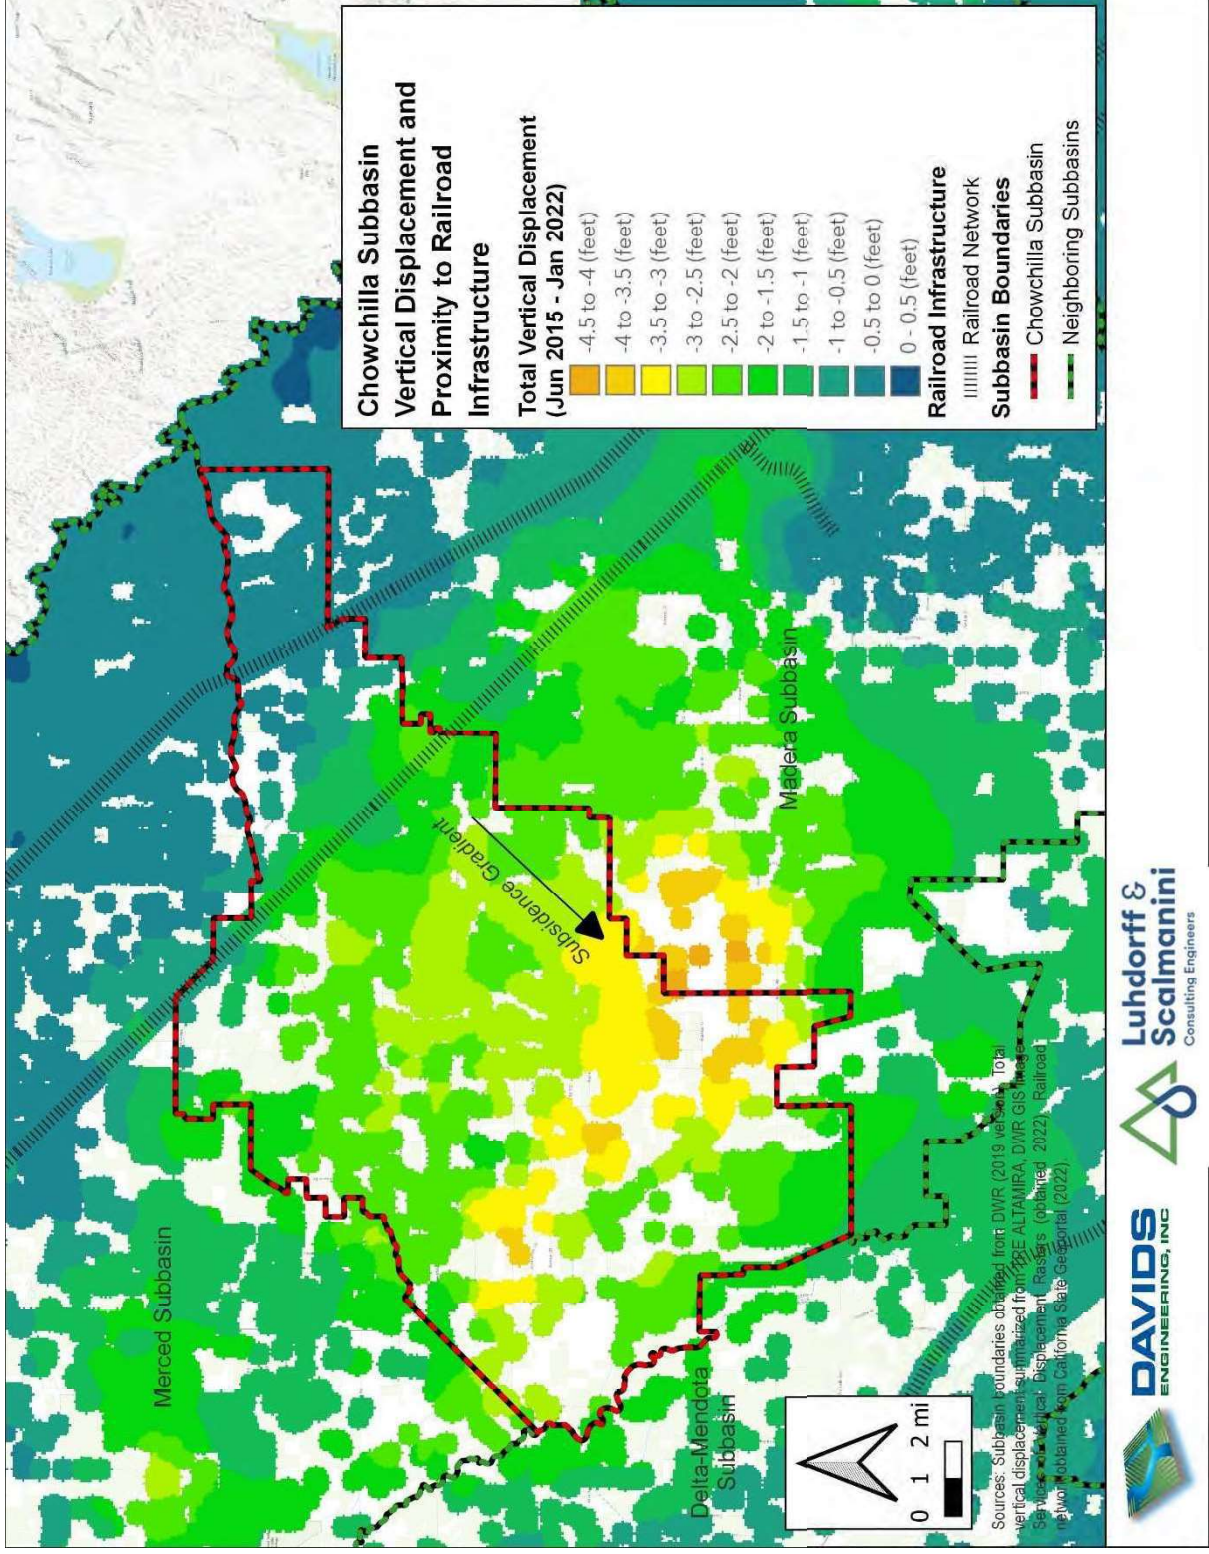 Chowchilla Subbasin
Vertical Displacement and
Proximity to Railroad
Infrastructure
Total Vertical Displacement
(Jun 2015 - Jan 2022)
-4.5 to -4 (feet)
-4 to -3.5 (feet)
-3.5 to -3 (feet)
-3 to -2.5 (feet)
-2.5 to -2 (feet)
-2 to -1.5 (feet)
-1.5 to -1 (feet)
-1 to -0.5 (feet)
-0.5 to 0 (feet)
0 - 0.5 (feet)
Railroad Infrastructure
Railroad Network
Subbasin Boundaries
Chowchilla Subbasin
Neighboring Subbasins
Merced Subbasin
Subsidence Gradient
Madera Subbasin
Delta-Mendota
Subbasin
0 1 2 mi
Sources: Subbasin boundaries obtained from DWR (2019 version). Total
vertical displacement summarized from TRE ALTAMIRA, DWR GIS Image
Services of Vertical Displacement Rasters (obtained 2022). Railroad
network obtained from California State Geoportal (2022).
DAVIDS
ENGINEERING, INC
Luhdorff &
Scalmanini
Consulting Engineers